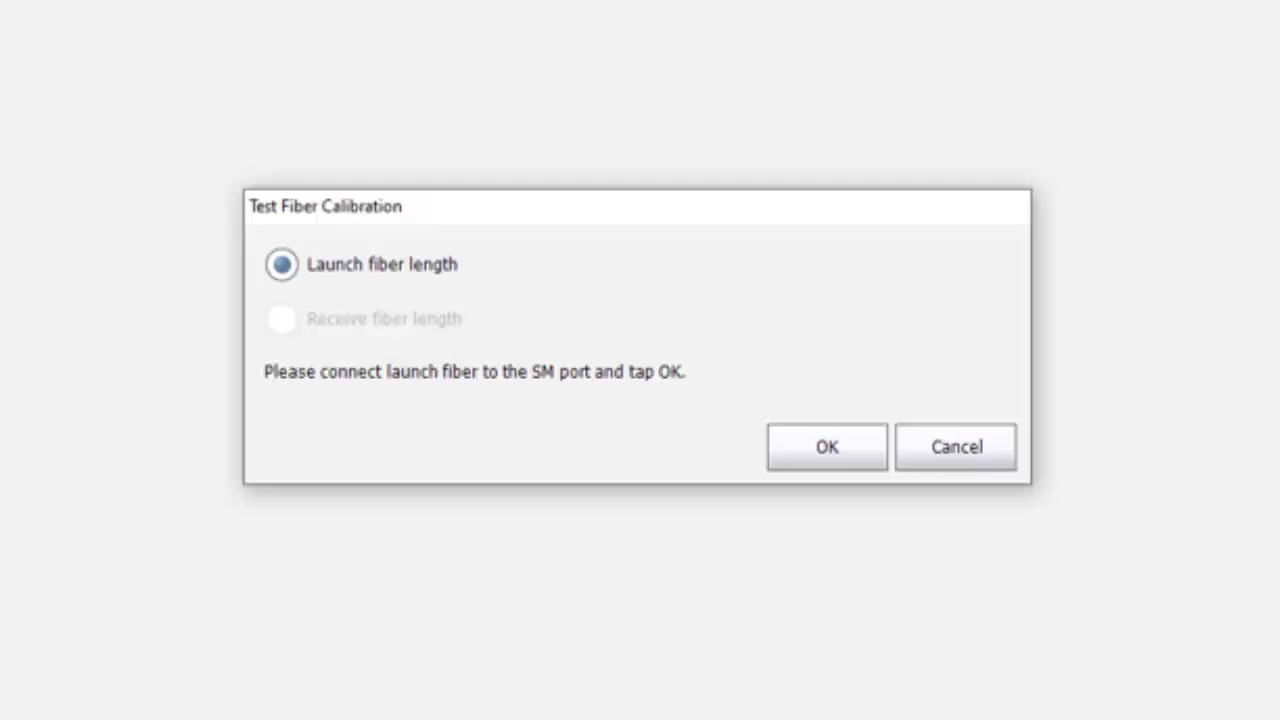 Test Fiber Calibration
Launch fiber length
Receive fiber length
Please connect launch fiber to the SM port and tap OK.
OK Cancel